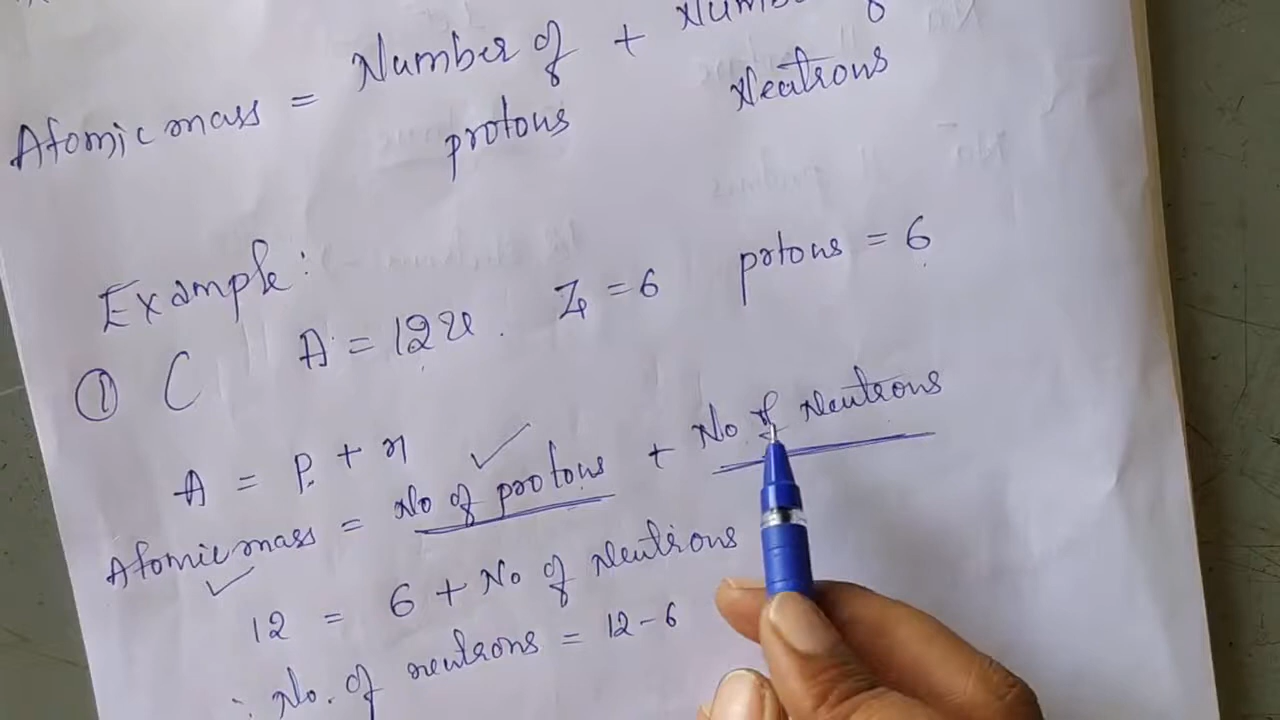 Number of + Number of
Atomic mass = protons Neutrons
Example:
① C A = 12u. Z = 6 protons = 6
A = P + n
Atomic mass = No of protons + No of Neutrons
12 = 6 + No of Neutrons
∴ No. of neutrons = 12 - 6